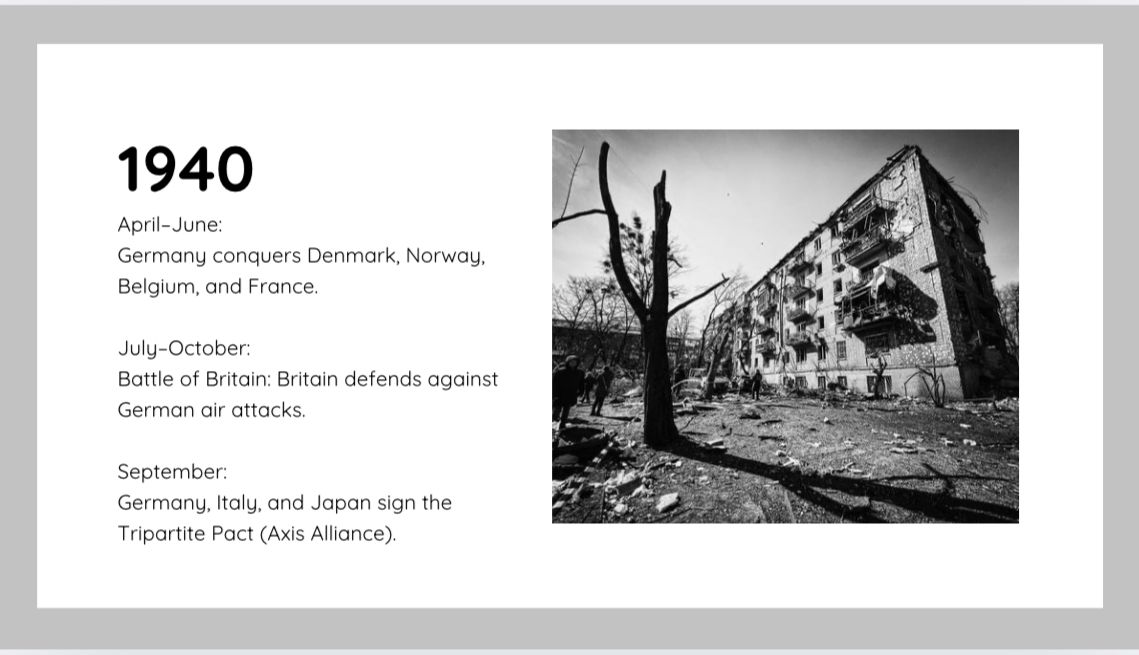 1940
April–June:
Germany conquers Denmark, Norway,
Belgium, and France.
July–October:
Battle of Britain: Britain defends against
German air attacks.
September:
Germany, Italy, and Japan sign the
Tripartite Pact (Axis Alliance).